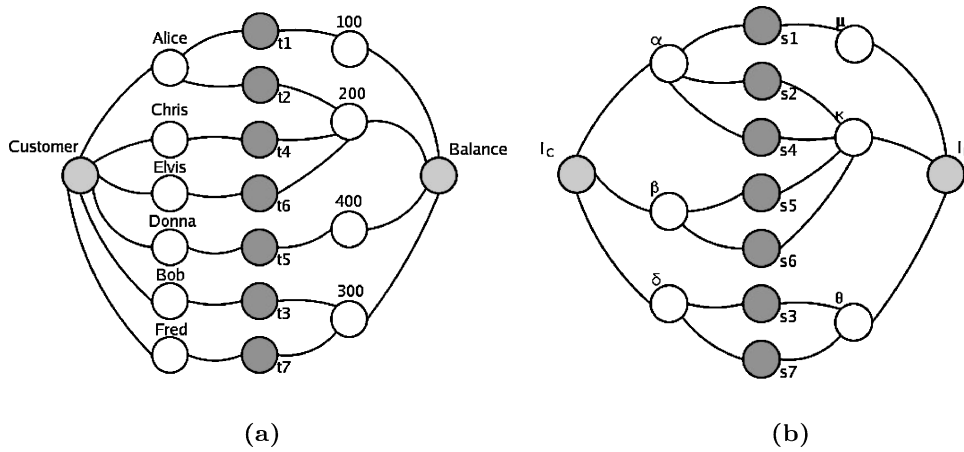 Alice
100
t1
t2
200
Chris
t4
Customer
Balance
Elvis
t6
400
Donna
t5
Bob
300
t3
Fred
t7
(a)
μ
α
s1
s2
κ
s4
I_C
I
β
s5
s6
δ
θ
s3
s7
(b)